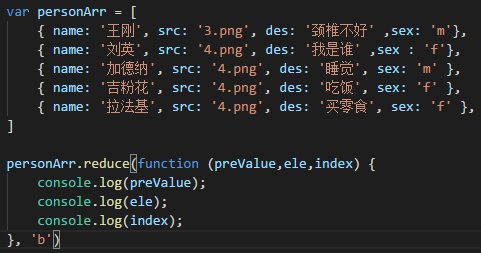 var personArr = [
    { name: '王刚', src: '3.png', des: '颈椎不好' ,sex: 'm'},
    { name: '刘英', src: '4.png', des: '我是谁' ,sex : 'f'},
    { name: '加德纳', src: '4.png', des: '睡觉', sex: 'm' },
    { name: '吉粉花', src: '4.png', des: '吃饭', sex: 'f' },
    { name: '拉法基', src: '4.png', des: '买零食', sex: 'f' },
]
personArr.reduce(function (preValue,ele,index) {
    console.log(preValue);
    console.log(ele);
    console.log(index);
}, 'b')